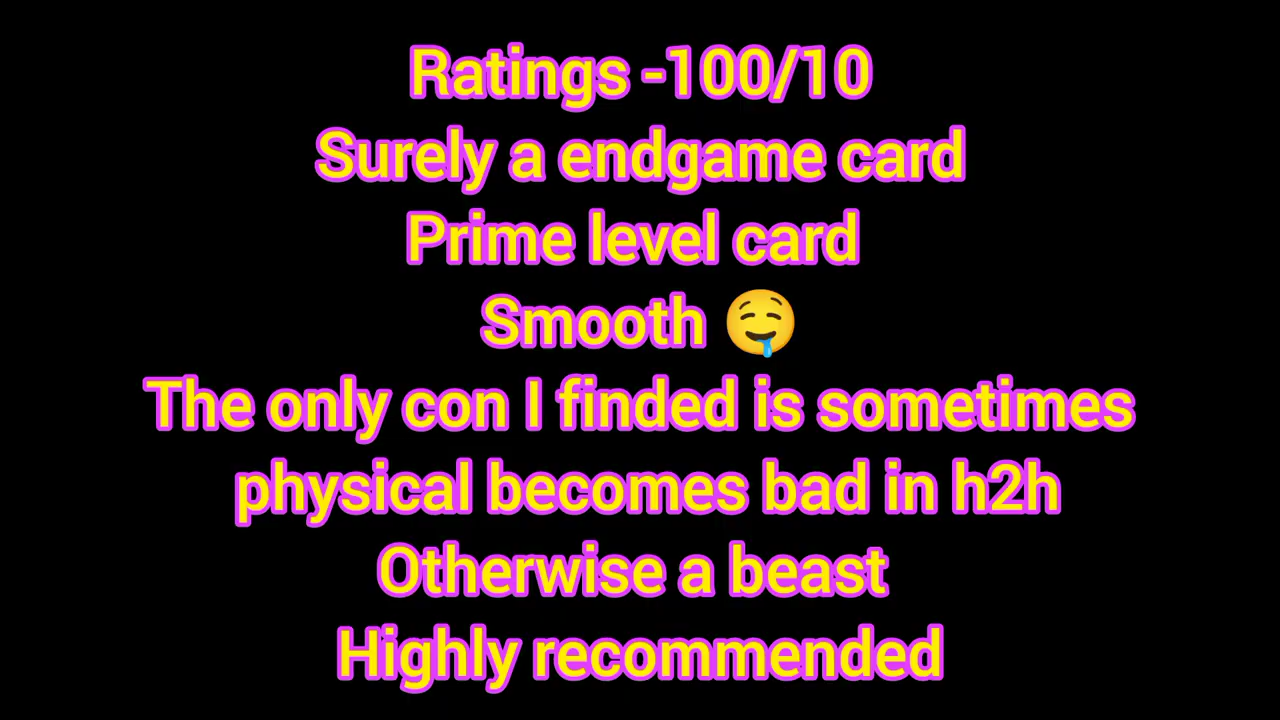 Ratings -100/10
Surely a endgame card
Prime level card
Smooth 🤤
The only con I finded is sometimes
physical becomes bad in h2h
Otherwise a beast
Highly recommended